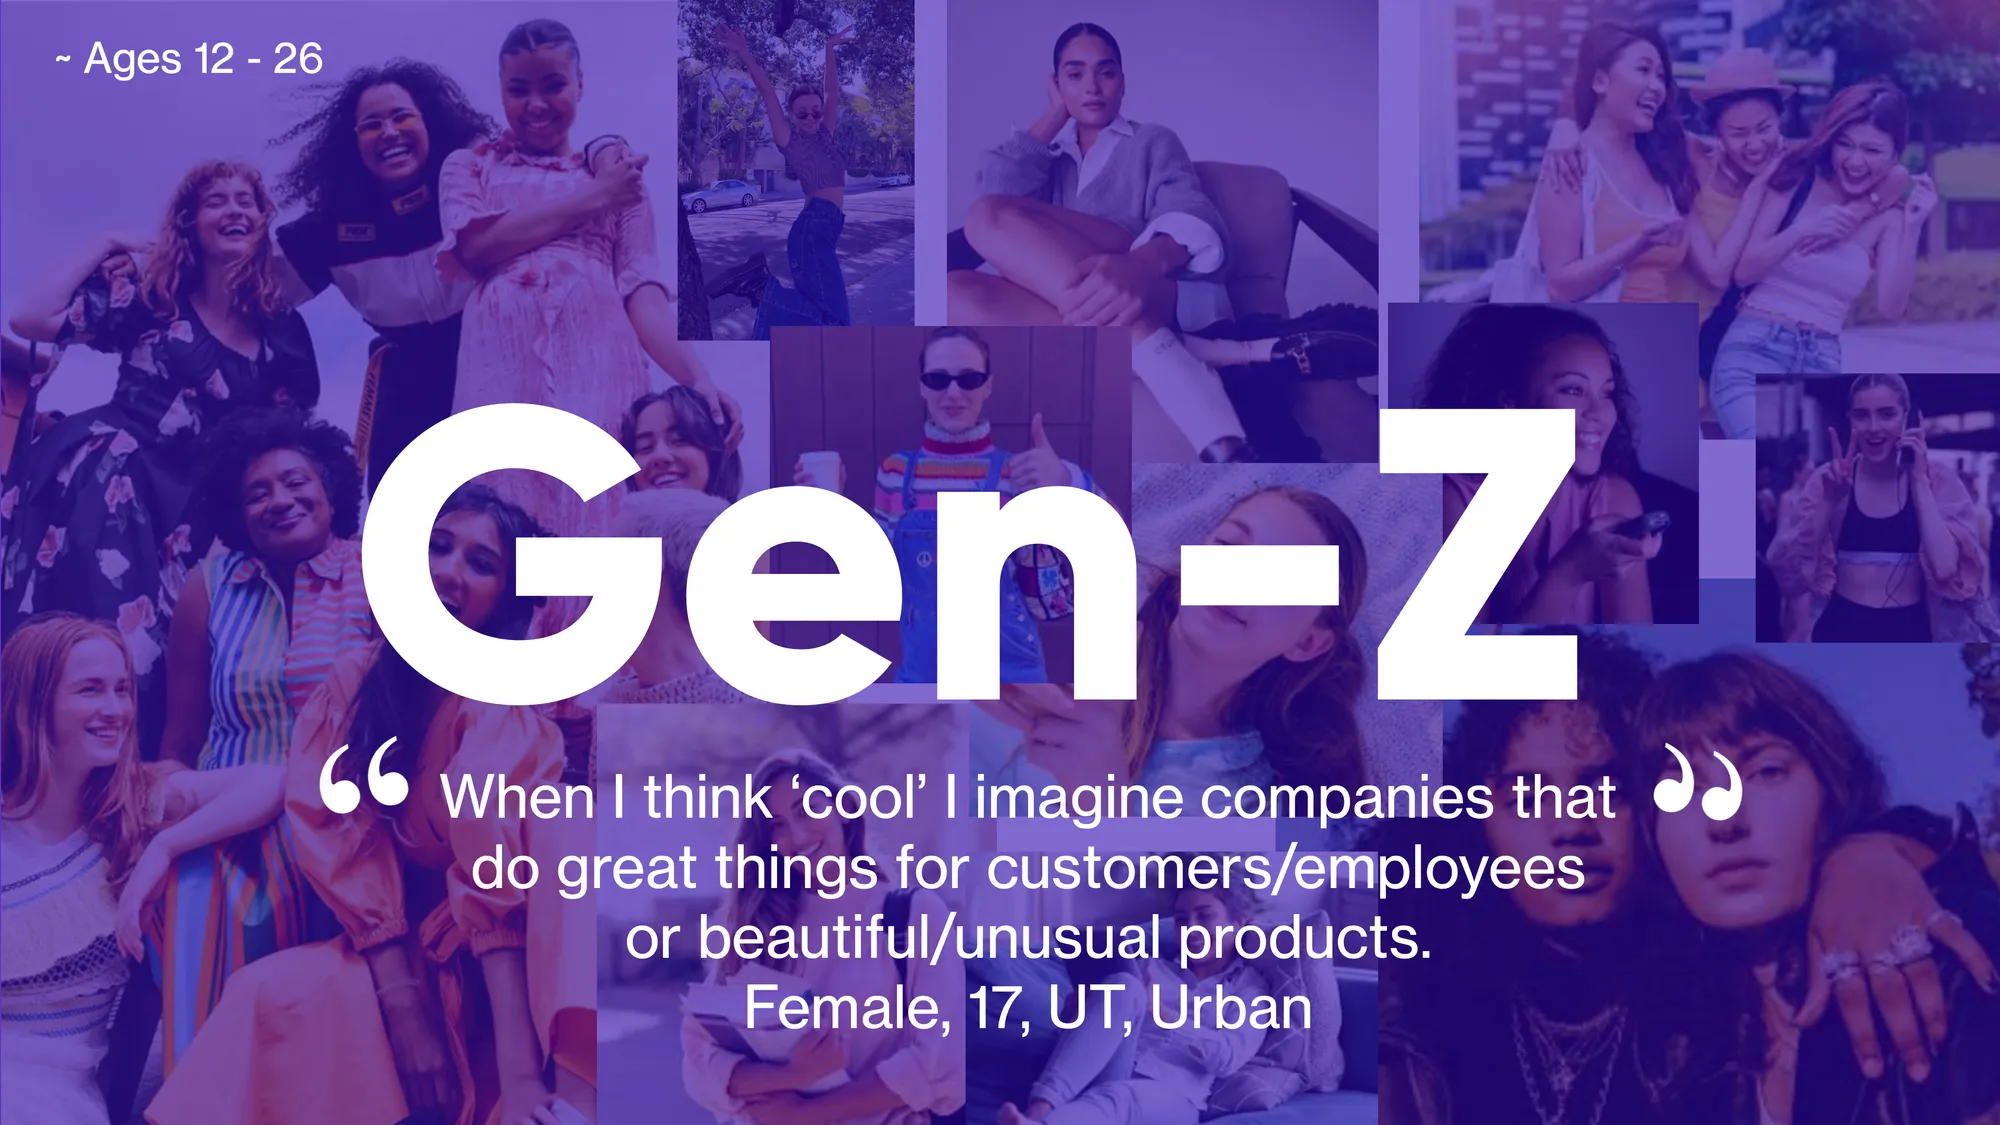 ~ Ages 12 - 26
Gen-Z
“ When I think ‘cool’ I imagine companies that ”
do great things for customers/employees
or beautiful/unusual products.
Female, 17, UT, Urban